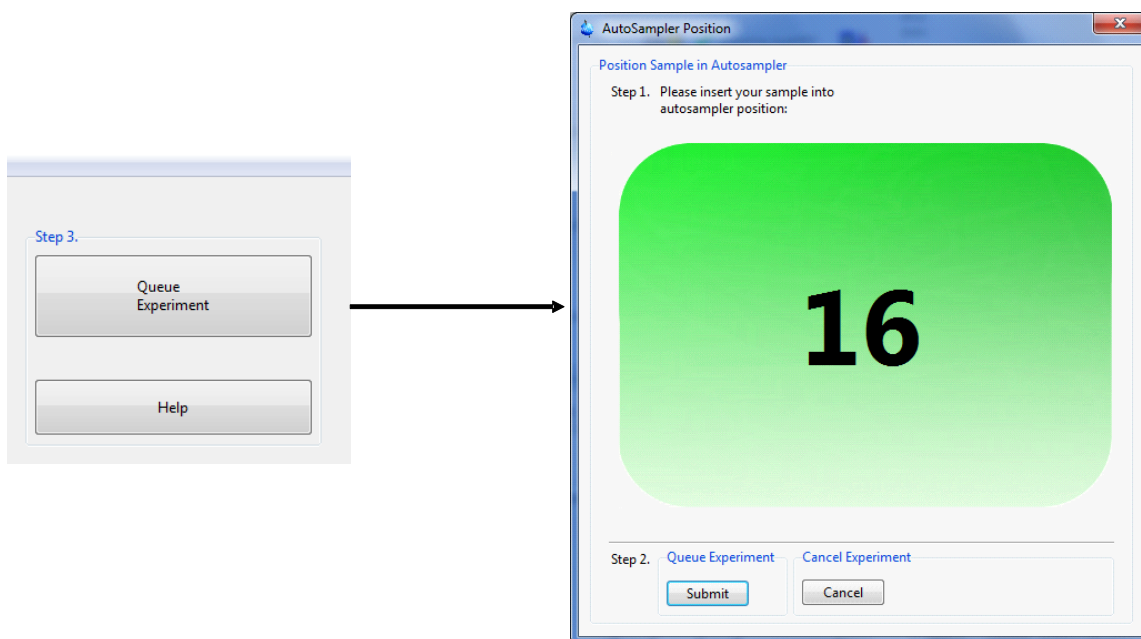 Step 3.
Queue
Experiment
Help
AutoSampler Position
Position Sample in Autosampler
Step 1. Please insert your sample into
autosampler position:
16
Step 2. Queue Experiment Cancel Experiment
Submit Cancel